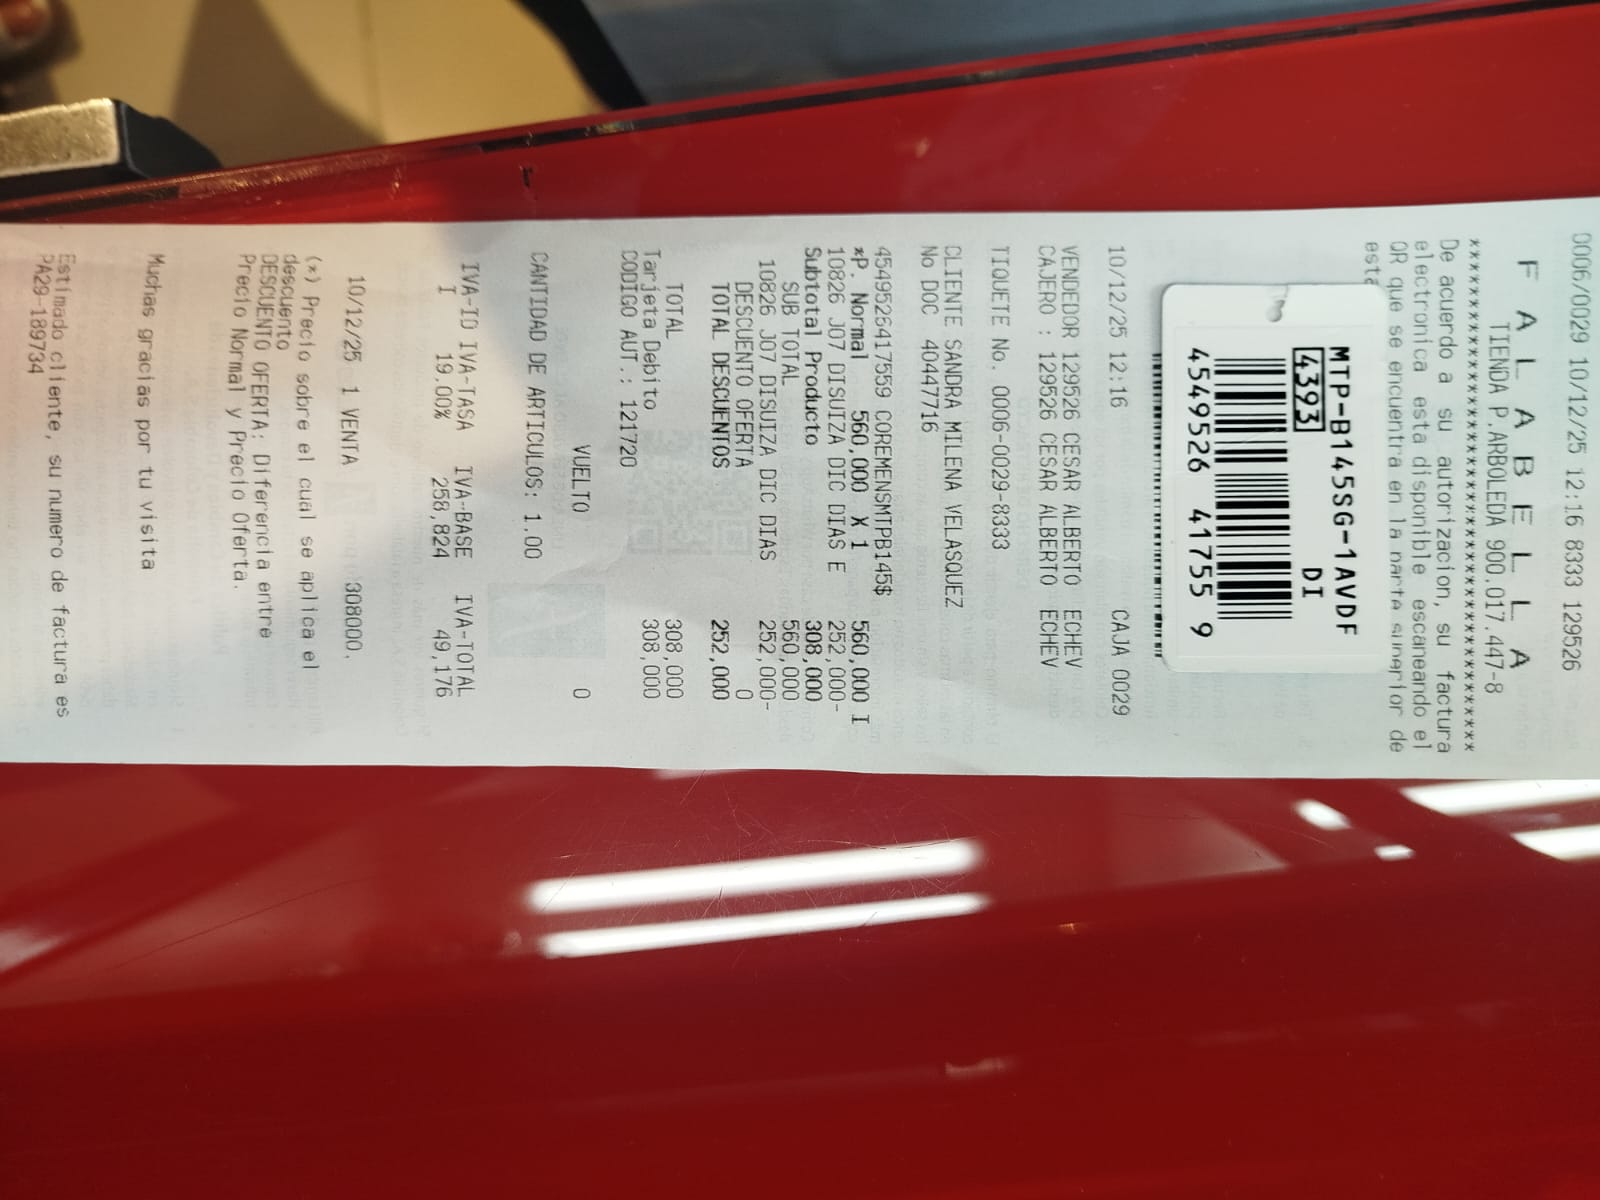 0006/0029 10/12/25 12:16 8333 129526
F A L A B E L L A
TIENDA P.ARBOLEDA 900.017.447-8
************************************
De acuerdo a su autorizacion, su factura
electronica esta disponible escaneando el
QR que se encuentra en la parte superior de
esta
MTP-B145SG-1AVDF
4393 DI
4549526 41755 9
10/12/25 12:16 CAJA 0029
VENDEDOR 129526 CESAR ALBERTO ECHEV
CAJERO : 129526 CESAR ALBERTO ECHEV
TIQUETE No. 0006-0029-8333
CLIENTE SANDRA MILENA VELASQUEZ
No DOC 40447716
4549526417559 COREMENSMTPB145$
*P. Normal 560,000 X 1 560,000 I
10826 J07 DISUIZA DIC DIAS E 252,000-
Subtotal Producto 308,000
SUB TOTAL 560,000
10826 J07 DISUIZA DIC DIAS 252,000-
DESCUENTO OFERTA 0
TOTAL DESCUENTOS 252,000
TOTAL 308,000
Tarjeta Debito 308,000
CODIGO AUT.: 121720
VUELTO 0
CANTIDAD DE ARTICULOS: 1.00
IVA-ID IVA-TASA IVA-BASE IVA-TOTAL
I 19.00% 258,824 49,176
10/12/25 1 VENTA 308000.
(*) Precio sobre el cual se aplica el
descuento
DESCUENTO OFERTA: Diferencia entre
Precio Normal y Precio Oferta.
Muchas gracias por tu visita
Estimado cliente, su numero de factura es
PA29-189734